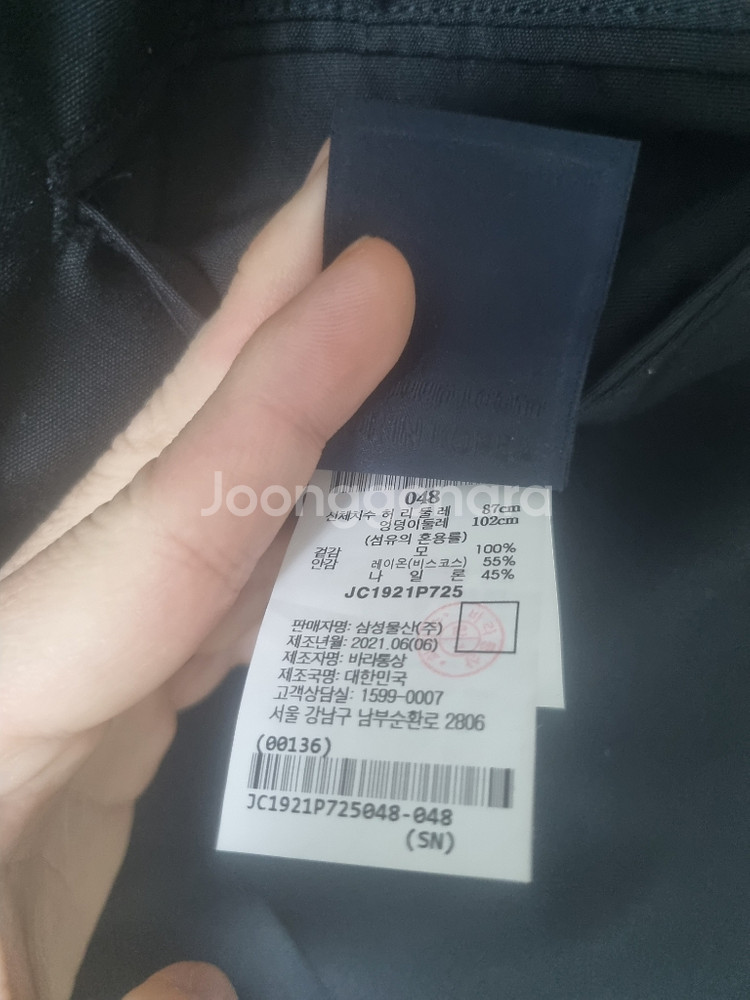 Joonggonara
048
신체치수 허 리 둘 레 87cm
엉덩이둘레 102cm
(섬유의 혼용률)
겉감 모 100%
안감 레이온(비스코스) 55%
나 일 론 45%
JC1921P725
판매자명: 삼성물산(주)
제조년월: 2021.06(06)
제조자명: 바라통상
제조국명: 대한민국
고객상담실: 1599-0007
서울 강남구 남부순환로 2806
(00136)
JC1921P725048-048
(SN)